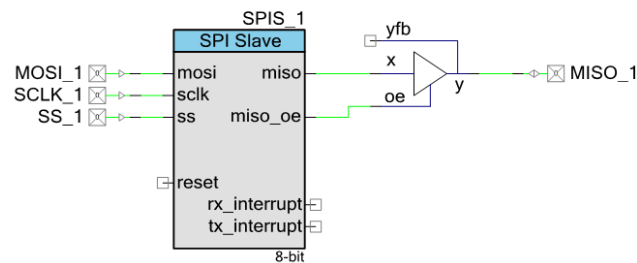 SPIS_1
SPI Slave
yfb
MOSI_1 mosi miso x MISO_1
SCLK_1 sclk y
oe
SS_1 ss miso_oe
reset
rx_interrupt
tx_interrupt
8-bit